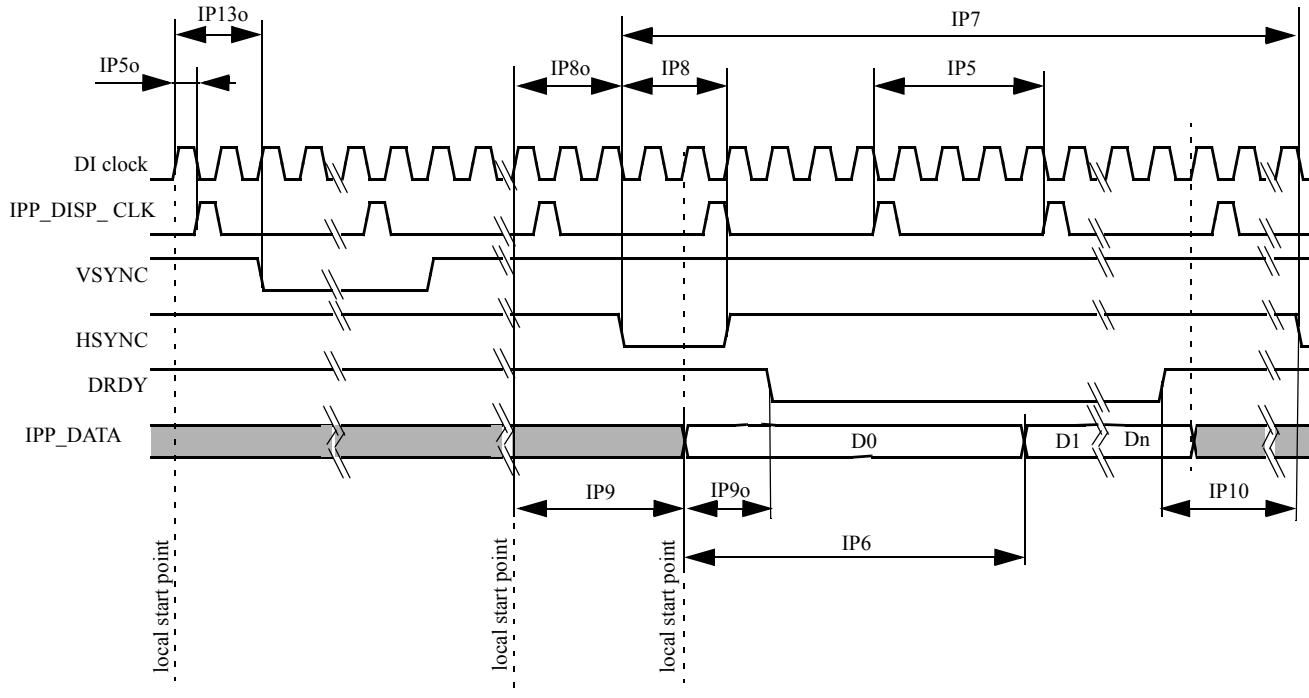 IP13o
IP7
IP5o
IP8o
IP8
IP5
DI clock
IPP_DISP_ CLK
VSYNC
HSYNC
DRDY
IPP_DATA
D0
D1
Dn
IP9
IP9o
IP10
IP6
local start point
local start point
local start point